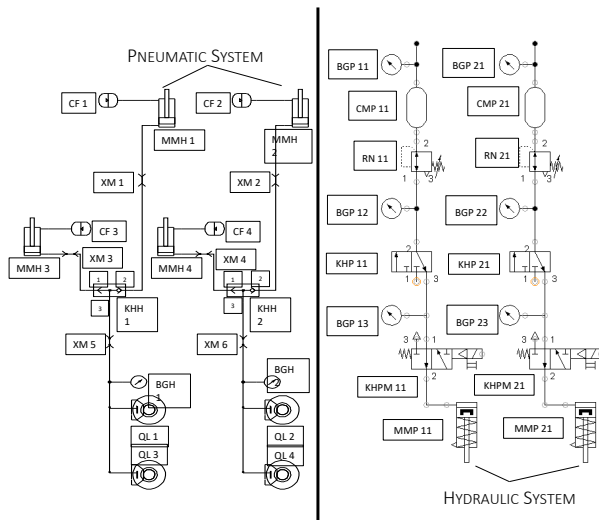 PNEUMATIC SYSTEM
CF 1
CF 2
MMH 1
MMH
2
XM 1
XM 2
CF 3
CF 4
MMH 3
XM 3
MMH 4
XM 4
1
2
1
2
3
KHH
1
3
KHH
2
XM 5
XM 6
BGH
1
BGH
2
QL 1
QL 3
QL 2
QL 4
BGP 11
BGP 21
CMP 11
CMP 21
RN 11
2
1
3
RN 21
2
1
3
BGP 12
BGP 22
KHP 11
2
1
3
KHP 21
2
1
3
BGP 13
BGP 23
3
1
2
3
1
2
KHPM 11
KHPM 21
MMP 11
MMP 21
HYDRAULIC SYSTEM